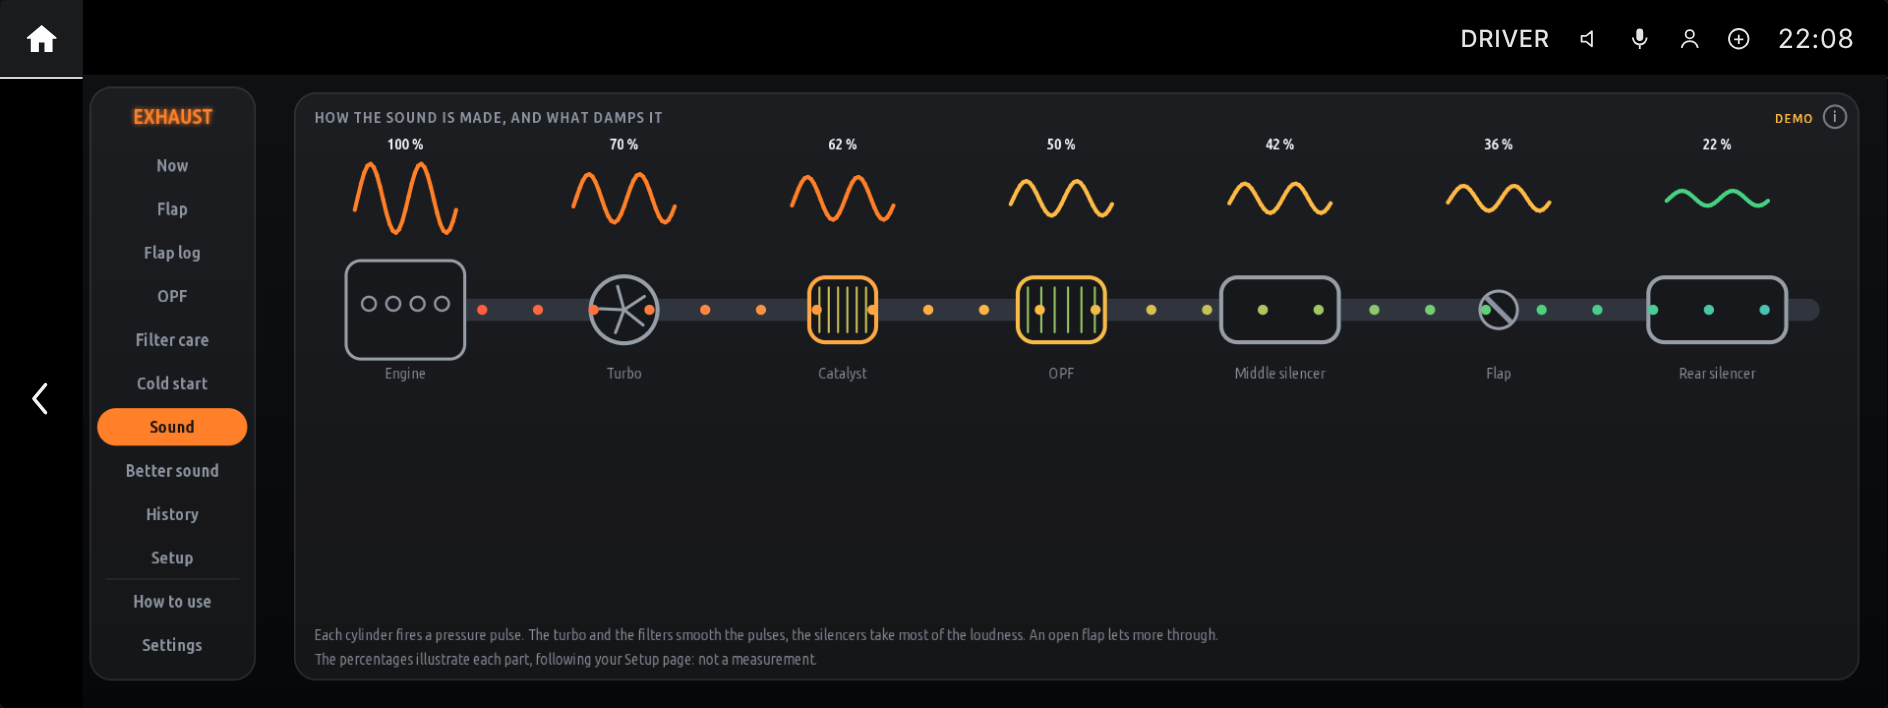 DRIVER 22:08
EXHAUST
Now
Flap
Flap log
OPF
Filter care
Cold start
Sound
Better sound
History
Setup
How to use
Settings
HOW THE SOUND IS MADE, AND WHAT DAMPS IT
DEMO i
100 % 70 % 62 % 50 % 42 % 36 % 22 %
Engine Turbo Catalyst OPF Middle silencer Flap Rear silencer
Each cylinder fires a pressure pulse. The turbo and the filters smooth the pulses, the silencers take most of the loudness. An open flap lets more through.
The percentages illustrate each part, following your Setup page: not a measurement.